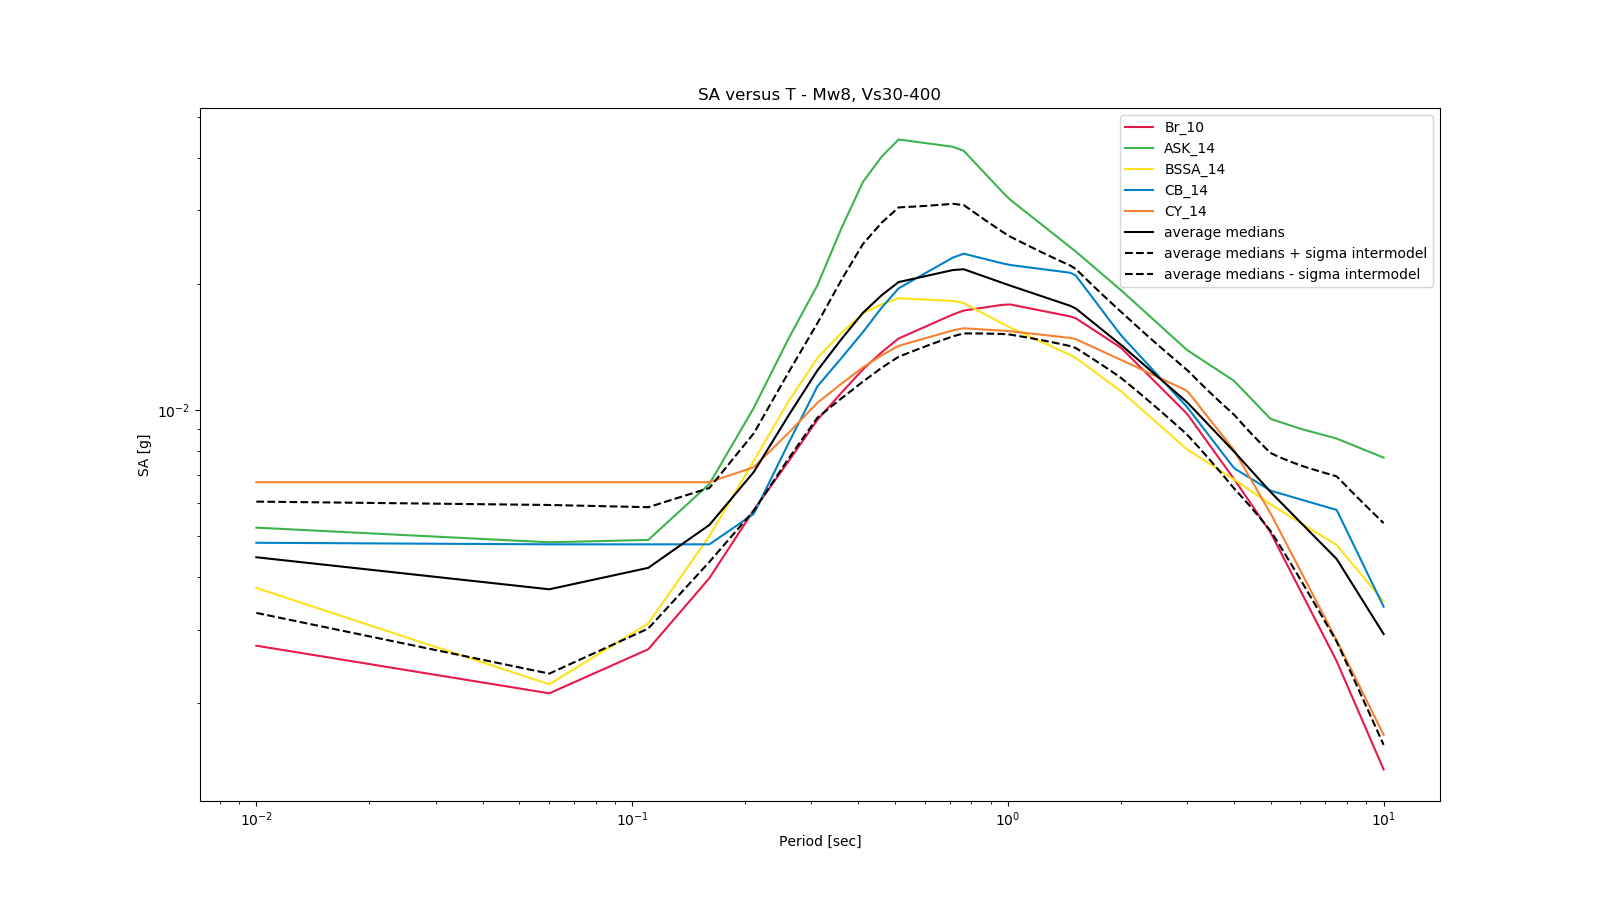 SA versus T - Mw8, Vs30-400
Br_10
ASK_14
BSSA_14
CB_14
CY_14
average medians
average medians + sigma intermodel
average medians - sigma intermodel
SA [g]
10⁻²
10⁻² 10⁻¹ 10⁰ 10¹
Period [sec]